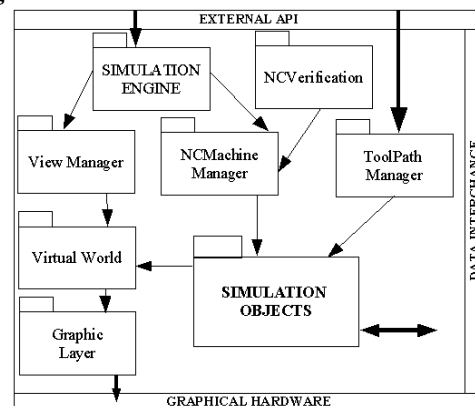 EXTERNAL API
SIMULATION
ENGINE
NCVerification
View Manager
NCMachine
Manager
ToolPath
Manager
DATA INTERCHANGE
Virtual World
SIMULATION
OBJECTS
Graphic
Layer
GRAPHICAL HARDWARE